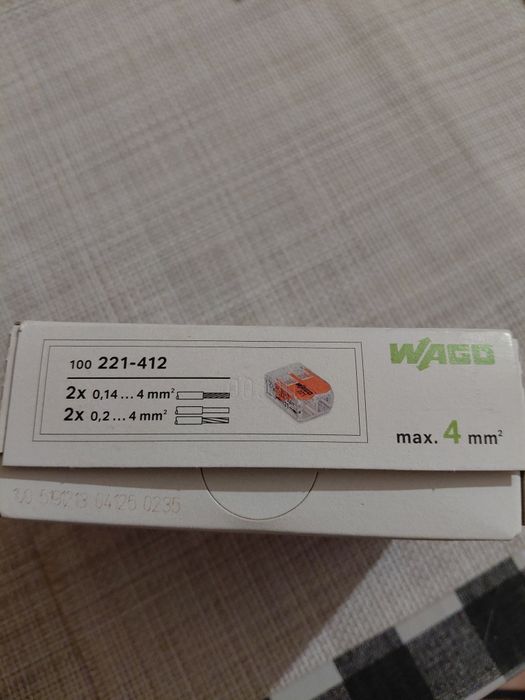 100 221-412
WAGO
2x 0,14...4 mm²
2x 0,2...4 mm²
max. 4 mm²